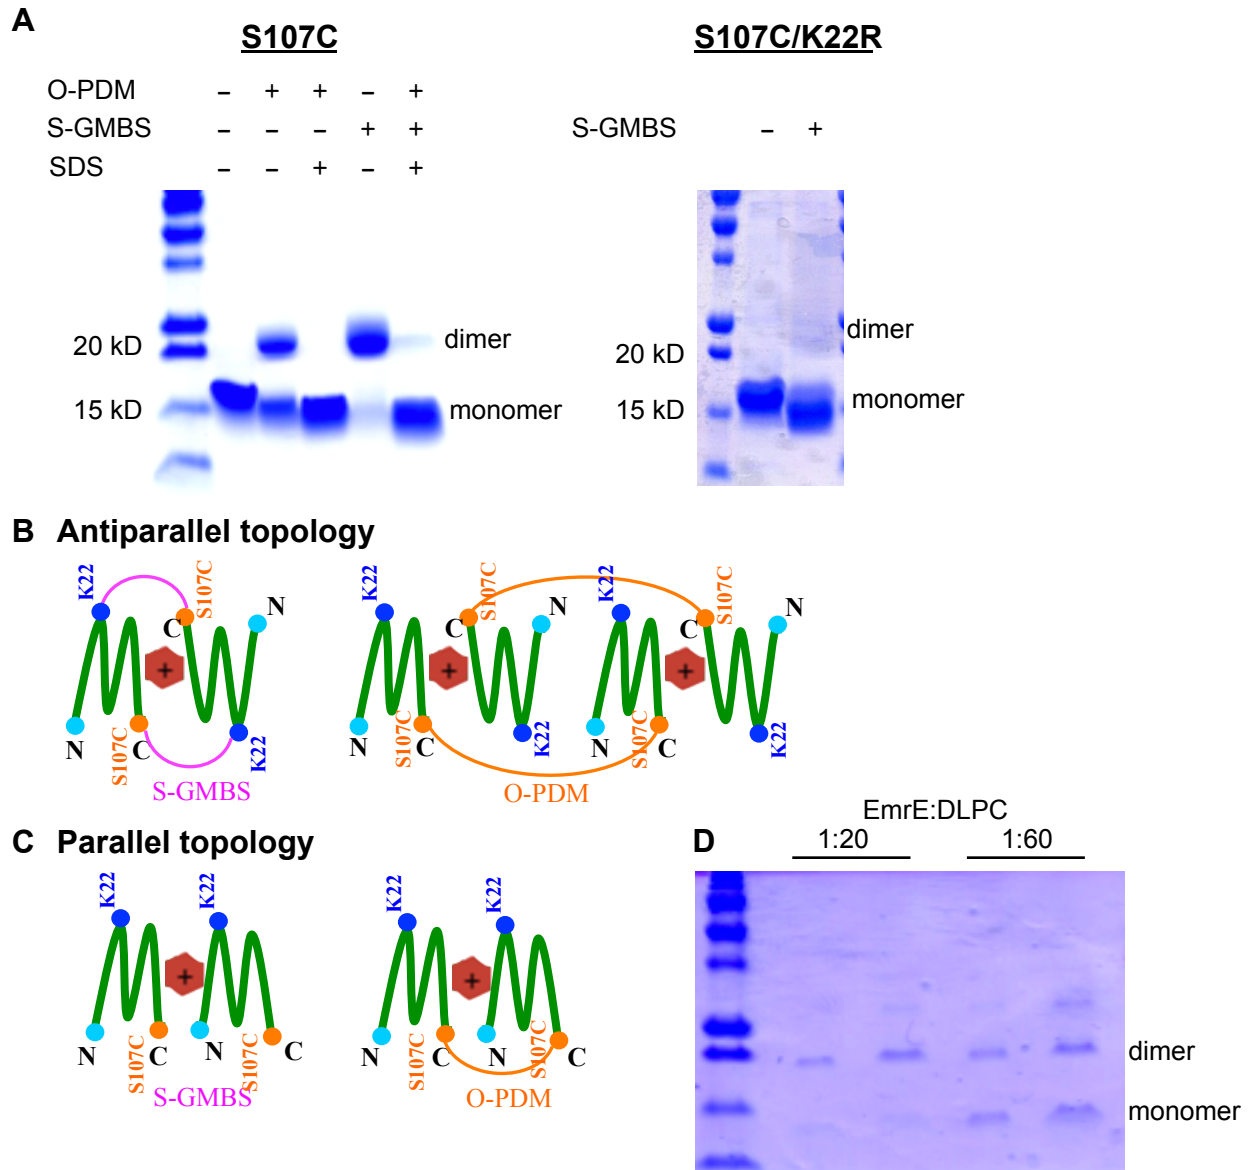 A
S107C
S107C/K22R
O-PDM – + + – +
S-GMBS – – – + +
SDS – – + – +
S-GMBS – +
20 kD
15 kD
dimer
monomer
20 kD
15 kD
dimer
monomer
B Antiparallel topology
K22 S107C N
C
+
N S107C C K22
S-GMBS
K22 S107C N K22 S107C N
C C
+ +
N S107C C K22 N S107C C K22
O-PDM
C Parallel topology
K22 K22
+
N S107C C N S107C C
S-GMBS
K22 K22
+
N S107C C N S107C C
O-PDM
EmrE:DLPC
D 1:20 1:60
dimer
monomer